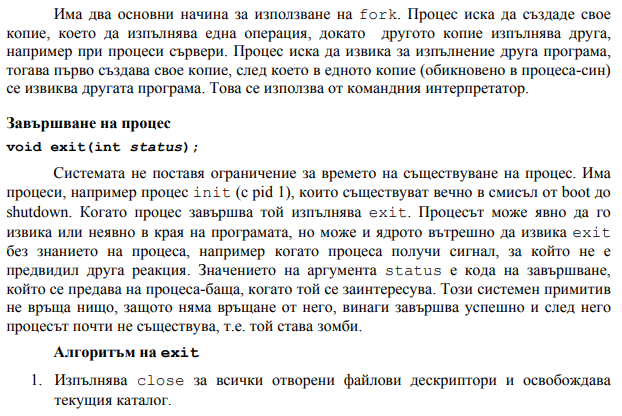 Има два основни начина за използване на fork. Процес иска да създаде свое
копие, което да изпълнява една операция, докато другото копие изпълнява друга,
например при процеси сървери. Процес иска да извика за изпълнение друга програма,
тогава първо създава свое копие, след което в едното копие (обикновено в процеса-син)
се извиква другата програма. Това се използва от командния интерпретатор.
Завършване на процес
void exit(int status);
Системата не поставя ограничение за времето на съществуване на процес. Има
процеси, например процес init (с pid 1), които съществуват вечно в смисъл от boot до
shutdown. Когато процес завършва той изпълнява exit. Процесът може явно да го
извика или неявно в края на програмата, но може и ядрото вътрешно да извика exit
без знанието на процеса, например когато процеса получи сигнал, за който не е
предвидил друга реакция. Значението на аргумента status е кода на завършване,
който се предава на процеса-баща, когато той се заинтересува. Този системен примитив
не връща нищо, защото няма връщане от него, винаги завършва успешно и след него
процесът почти не съществува, т.е. той става зомби.
Алгоритъм на exit
1. Изпълнява close за всички отворени файлови дескриптори и освобождава
текущия каталог.